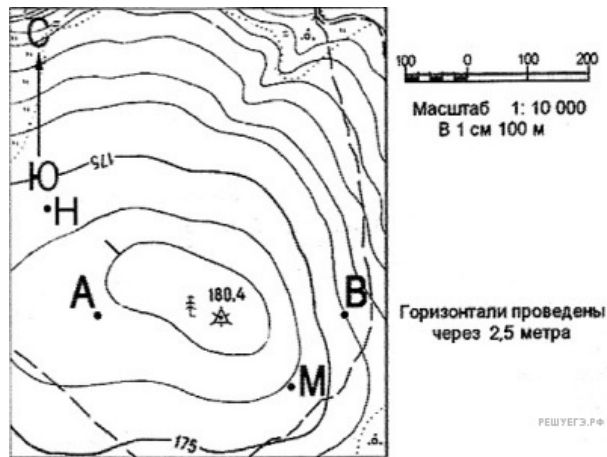 С
Ю
Н
175
А
180.4
В
М
175
100 0 100 200
Масштаб 1: 10 000
В 1 см 100 м
Горизонтали проведены
через 2,5 метра
РЕШУЕГЭ.РФ